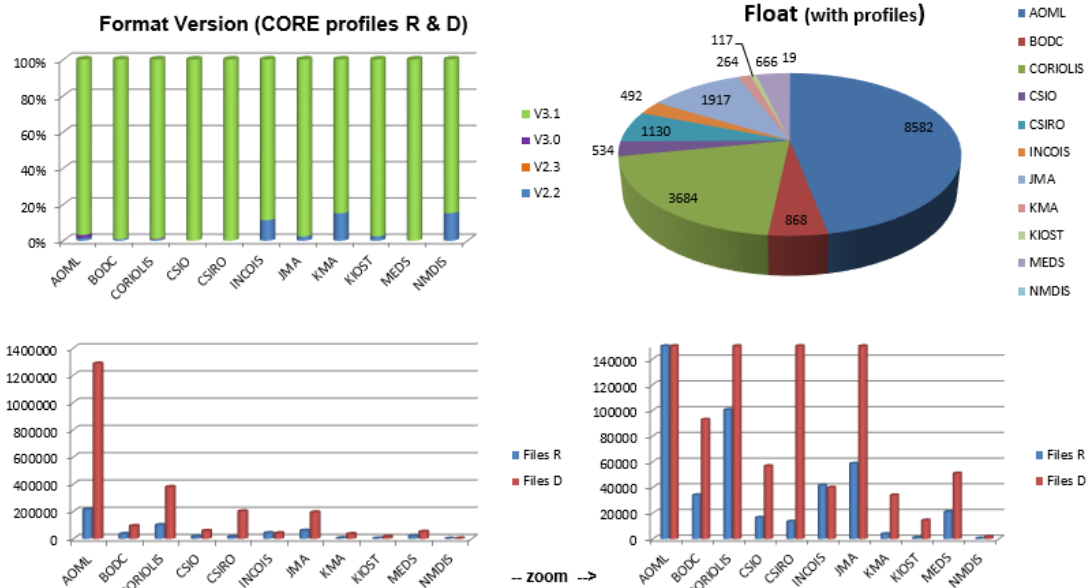 Format Version (CORE profiles R & D)
100%
80%
60%
40%
20%
0%
AOML
BODC
CORIOLIS
CSIO
CSIRO
INCOIS
JMA
KMA
KIOST
MEDS
NMDIS
V3.1
V3.0
V2.3
V2.2
Float (with profiles)
117
264
666
19
492
1917
1130
534
3684
868
8582
AOML
BODC
CORIOLIS
CSIO
CSIRO
INCOIS
JMA
KMA
KIOST
MEDS
NMDIS
1400000
1200000
1000000
800000
600000
400000
200000
0
AOML
BODC
CORIOLIS
CSIO
CSIRO
INCOIS
JMA
KMA
KIOST
MEDS
NMDIS
Files R
Files D
-- zoom -->
140000
120000
100000
80000
60000
40000
20000
0
AOML
BODC
CORIOLIS
CSIO
CSIRO
INCOIS
JMA
KMA
KIOST
MEDS
NMDIS
Files R
Files D